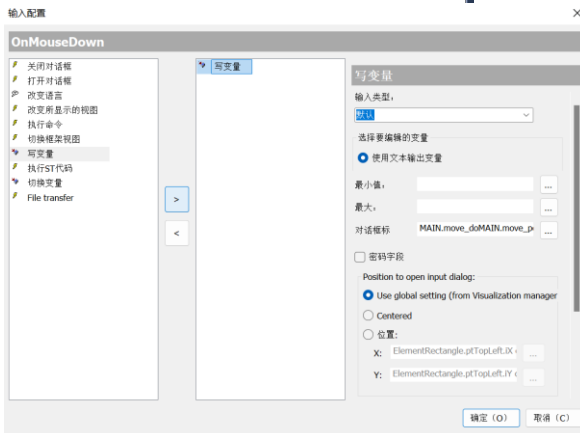 输入配置
OnMouseDown
关闭对话框
打开对话框
改变语言
改变所显示的视图
执行命令
切换框架视图
写变量
执行ST代码
切换变量
File transfer
>
<
写变量
写变量
输入类型:
默认
选择要编辑的变量
使用文本输出变量
最小值:
...
最大:
...
对话框标
MAIN.move_doMAIN.move_p
...
密码字段
Position to open input dialog:
Use global setting (from Visualization manager
Centered
位置:
X: ElementRectangle.ptTopLeft.iX
...
Y: ElementRectangle.ptTopLeft.iY
...
确定 (O)
取消 (C)